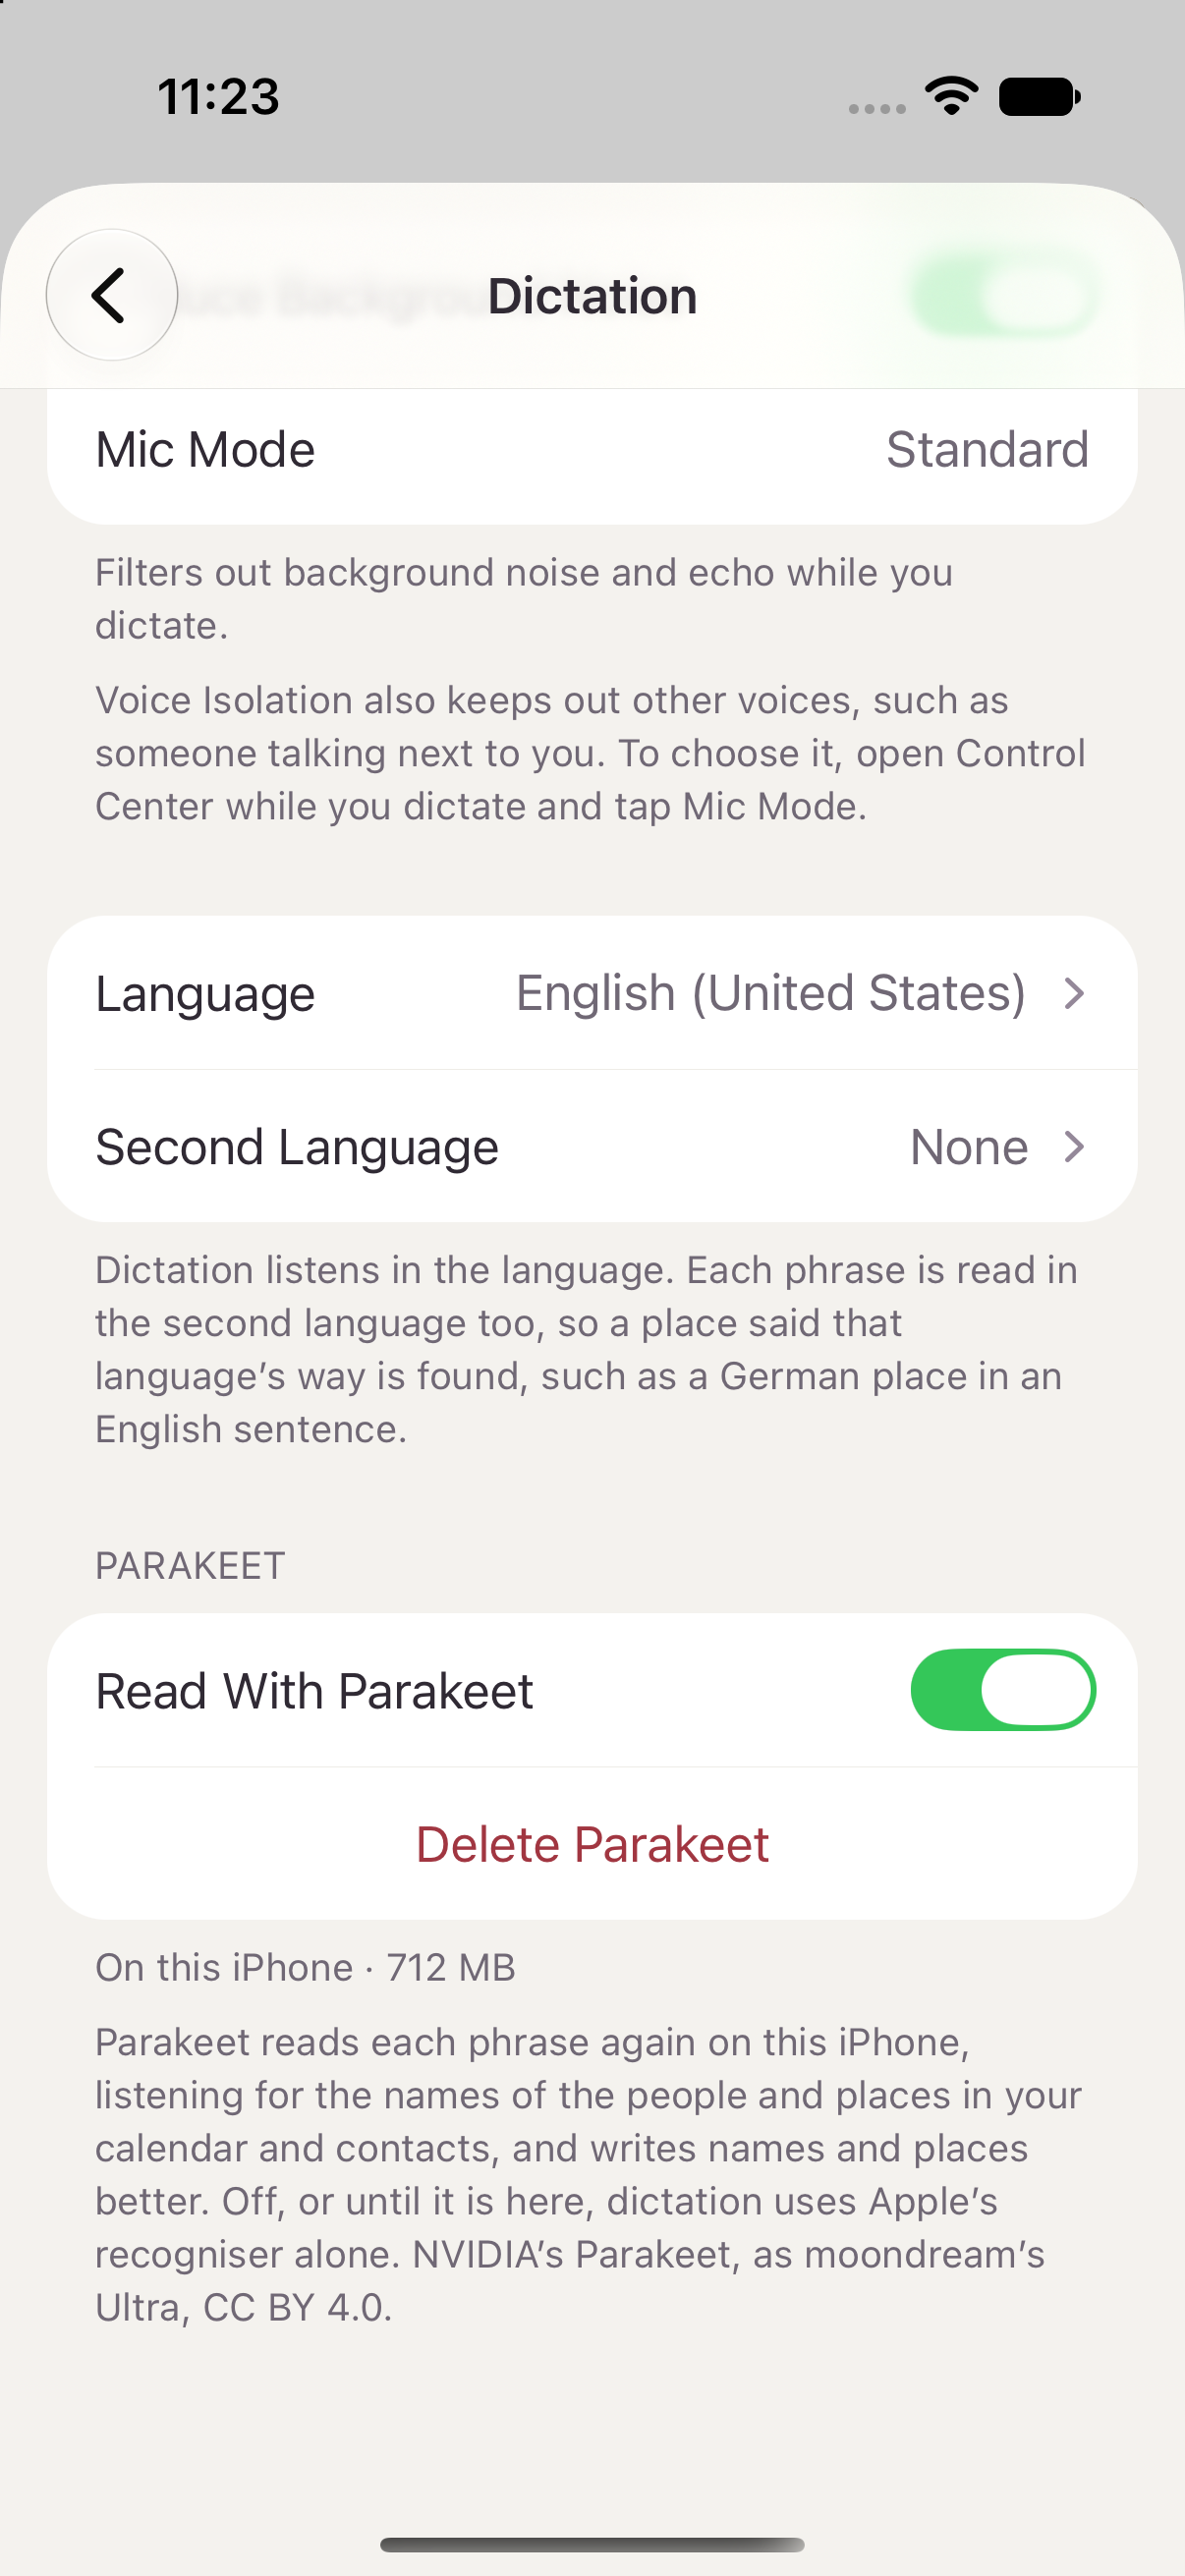 11:23
Dictation
Mic Mode
Standard
Filters out background noise and echo while you
dictate.
Voice Isolation also keeps out other voices, such as
someone talking next to you. To choose it, open Control
Center while you dictate and tap Mic Mode.
Language
English (United States)
Second Language
None
Dictation listens in the language. Each phrase is read in
the second language too, so a place said that
language’s way is found, such as a German place in an
English sentence.
PARAKEET
Read With Parakeet
Delete Parakeet
On this iPhone · 712 MB
Parakeet reads each phrase again on this iPhone,
listening for the names of the people and places in your
calendar and contacts, and writes names and places
better. Off, or until it is here, dictation uses Apple’s
recogniser alone. NVIDIA’s Parakeet, as moondream’s
Ultra, CC BY 4.0.